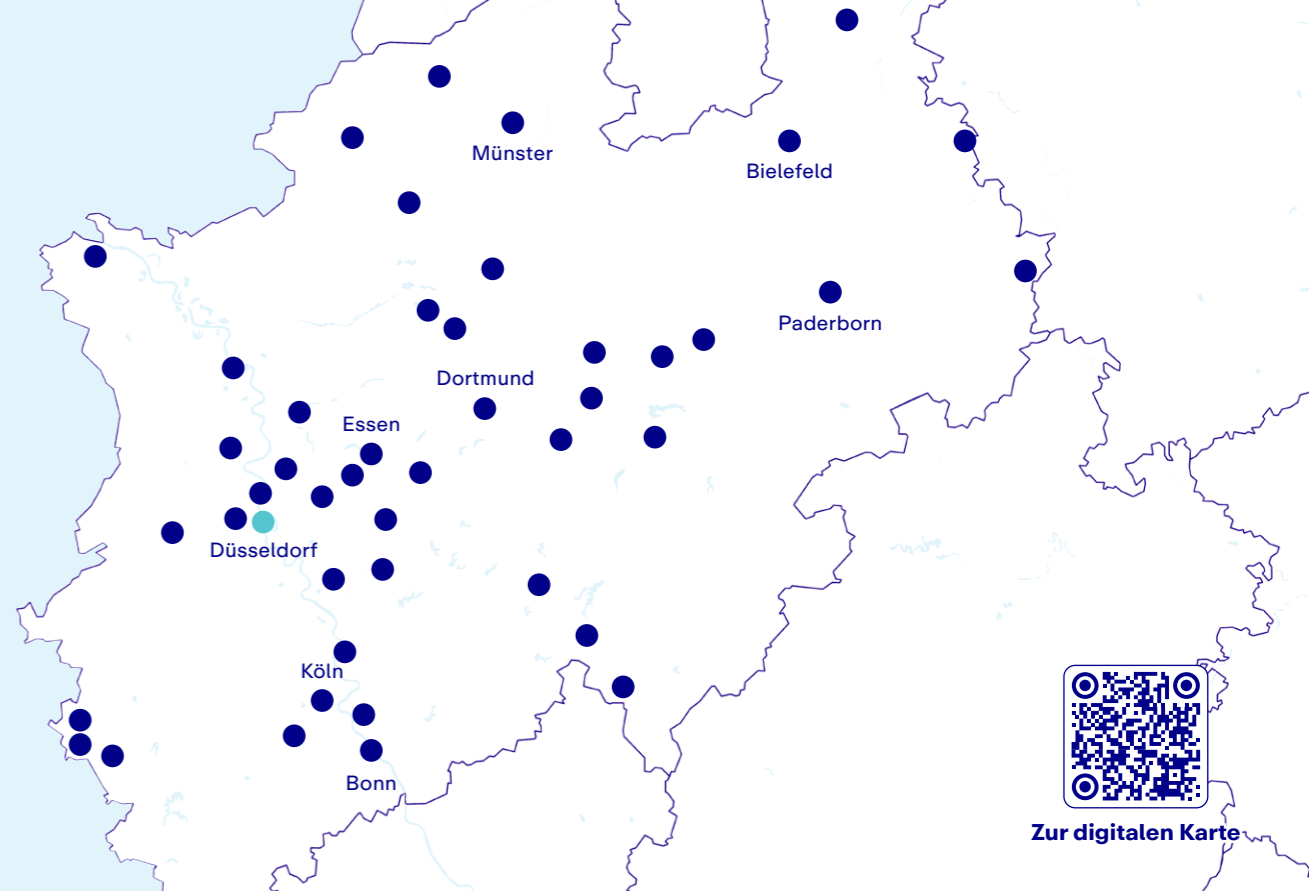 Münster
Bielefeld
Paderborn
Dortmund
Essen
Düsseldorf
Köln
Bonn
Zur digitalen Karte